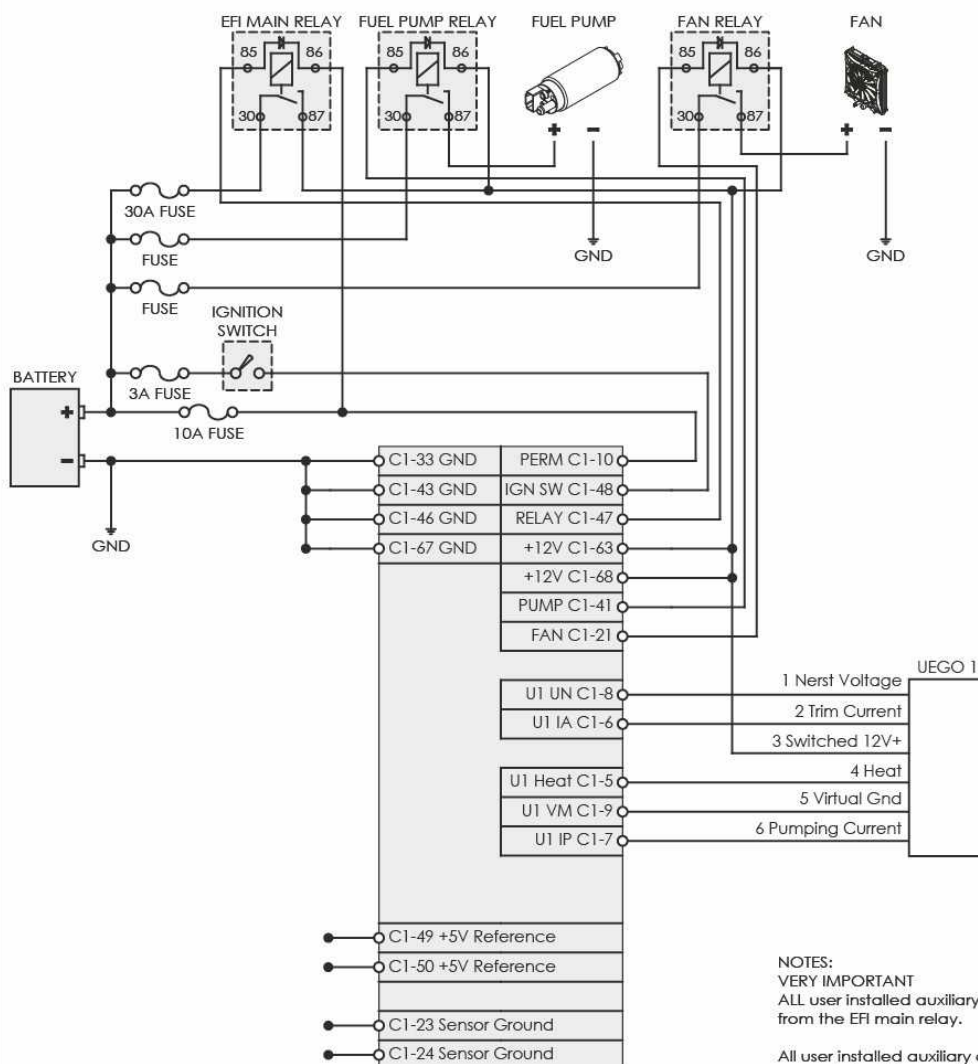 EFI MAIN RELAY
FUEL PUMP RELAY
FUEL PUMP
FAN RELAY
FAN
85 86
30 87
85 86
30 87
+ −
85 86
30 87
+ −
30A FUSE
FUSE
GND
GND
FUSE
IGNITION
SWITCH
BATTERY
3A FUSE
+
10A FUSE
−
GND
C1-33 GND
PERM C1-10
C1-43 GND
IGN SW C1-48
C1-46 GND
RELAY C1-47
C1-67 GND
+12V C1-63
+12V C1-68
PUMP C1-41
FAN C1-21
UEGO 1
U1 UN C1-8
1 Nerst Voltage
U1 IA C1-6
2 Trim Current
3 Switched 12V+
U1 Heat C1-5
4 Heat
U1 VM C1-9
5 Virtual Gnd
U1 IP C1-7
6 Pumping Current
C1-49 +5V Reference
C1-50 +5V Reference
C1-23 Sensor Ground
C1-24 Sensor Ground
NOTES:
VERY IMPORTANT
ALL user installed auxiliary
from the EFI main relay.
All user installed auxiliary